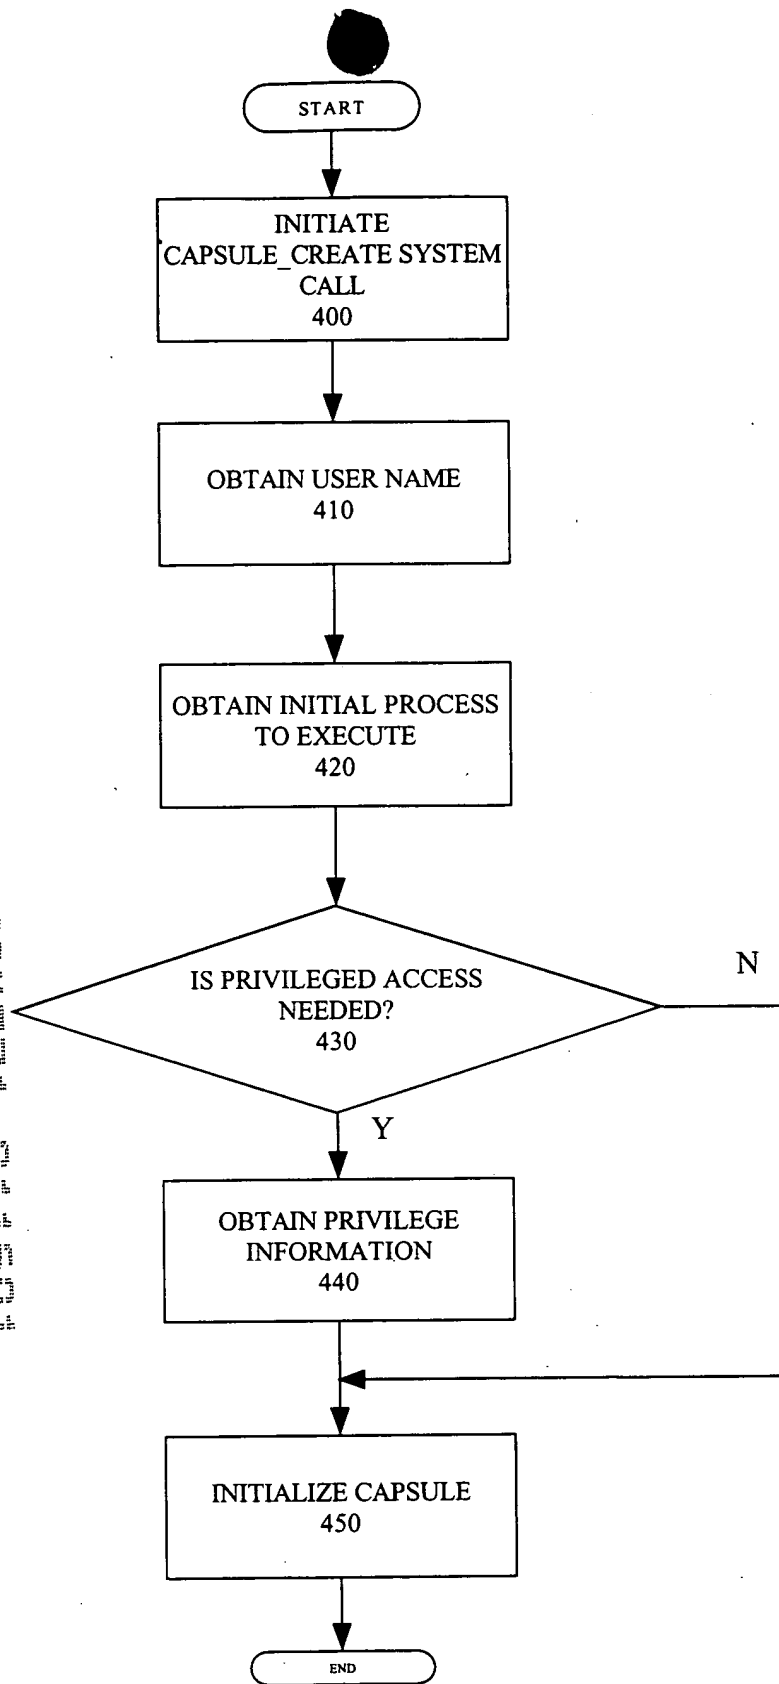 START
INITIATE
CAPSULE_CREATE SYSTEM
CALL
400
OBTAIN USER NAME
410
OBTAIN INITIAL PROCESS
TO EXECUTE
420
IS PRIVILEGED ACCESS
NEEDED?
430
N
Y
OBTAIN PRIVILEGE
INFORMATION
440
INITIALIZE CAPSULE
450
END